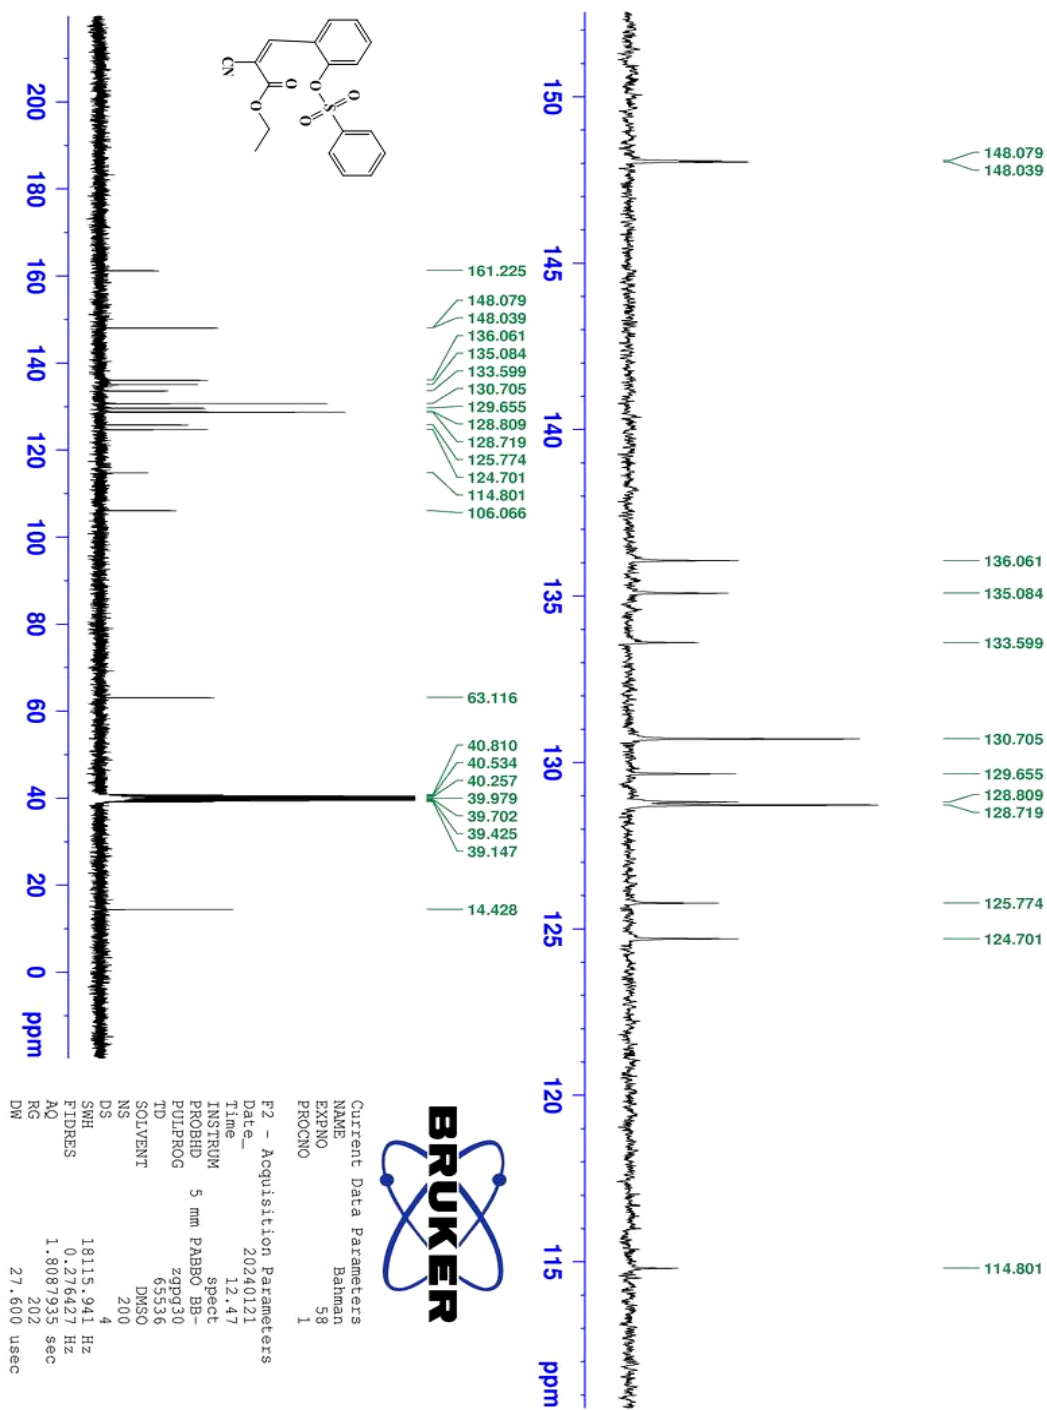 148.079
148.039
136.061
135.084
133.599
130.705
129.655
128.809
128.719
125.774
124.701
114.801
150
145
140
135
130
125
120
115
ppm
161.225
148.079
148.039
136.061
135.084
133.599
130.705
129.655
128.809
128.719
125.774
124.701
114.801
106.066
63.116
40.810
40.534
40.257
39.979
39.702
39.425
39.147
14.428
O
S
O
O
O
O
CN
200
180
160
140
120
100
80
60
40
20
0
ppm
BRUKER
Current Data Parameters
NAME Bahman
EXPNO 58
PROCNO 1
F2 - Acquisition Parameters
Date_ 20240121
Time 12.47
INSTRUM spect
PROBHD 5 mm PABBO BB-
PULPROG zgpg30
TD 65536
SOLVENT DMSO
NS 200
DS 4
SWH 18115.941 Hz
FIDRES 0.276427 Hz
AQ 1.8087935 sec
RG 202
DW 27.600 usec